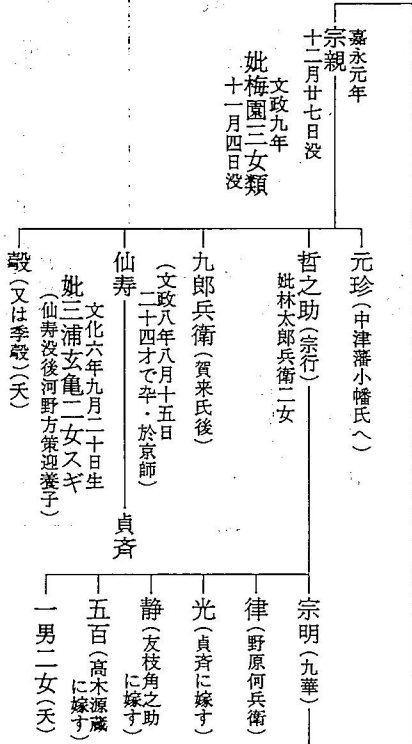 嘉永元年
宗親
十二月廿七日没
文政九年
妣梅園三女類
十一月四日没
元珍(中津藩小幡氏へ)
哲之助(宗行)
妣林太郎兵衛二女
九郎兵衛(賀来氏後)
(文政八年八月十五日
二十四才で卒・於京師)
仙寿
貞斉
文化六年九月二十日生
妣三浦玄亀二女スギ
(仙寿没後河野方策迎養子)
㲄(又は季㲄)(夭)
宗明(九華)
律(野原何兵衛)
光(貞斉に嫁す)
静(友枝角之助
に嫁す)
五百(高木源蔵
に嫁す)
一男二女(夭)